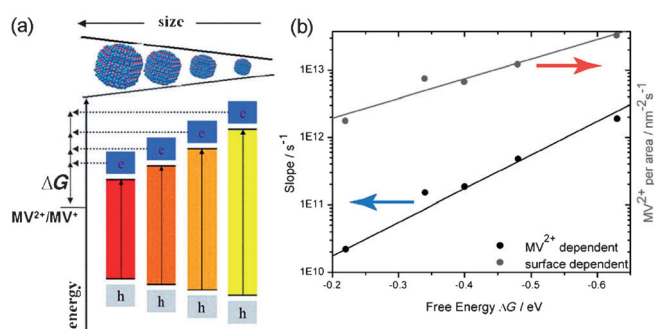 (a)
size
e
e
e
e
ΔG
MV²⁺/MV⁺
energy
h
h
h
h
(b)
1E13
1E12
1E11
1E10
Slope / s⁻¹
MV²⁺ per area / nm⁻²s⁻¹
MV²⁺ dependent
surface dependent
-0.2 -0.3 -0.4 -0.5 -0.6
Free Energy ΔG / eV